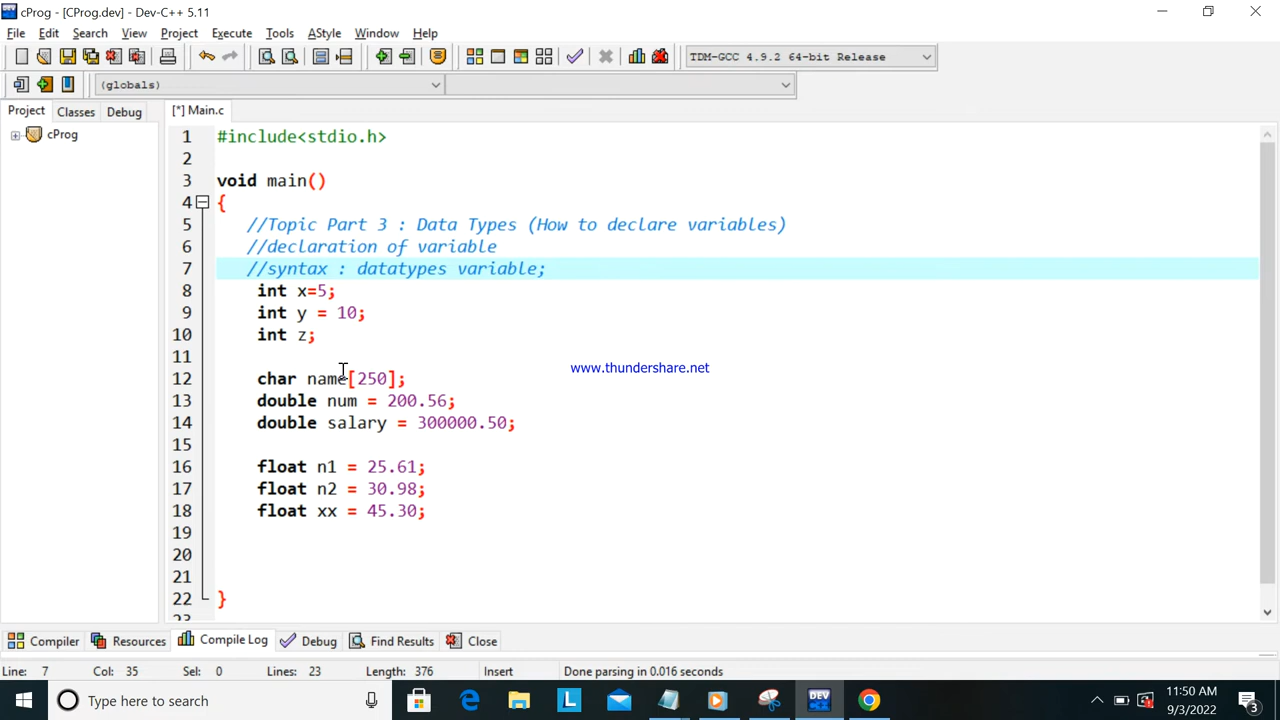 cProg - [CProg.dev] - Dev-C++ 5.11
File Edit Search View Project Execute Tools AStyle Window Help
TDM-GCC 4.9.2 64-bit Release
(globals)
Project Classes Debug [*] Main.c
cProg
1 #include<stdio.h>
2
3 void main()
4 {
5 //Topic Part 3 : Data Types (How to declare variables)
6 //declaration of variable
7 //syntax : datatypes variable;
8 int x=5;
9 int y = 10;
10 int z;
11
12 char name[250];
13 double num = 200.56;
14 double salary = 300000.50;
15
16 float n1 = 25.61;
17 float n2 = 30.98;
18 float xx = 45.30;
19
20
21
22 }
23
www.thundershare.net
Compiler Resources Compile Log Debug Find Results Close
Line: 7 Col: 35 Sel: 0 Lines: 23 Length: 376 Insert Done parsing in 0.016 seconds
Type here to search
L
DEV
11:50 AM
9/3/2022
3